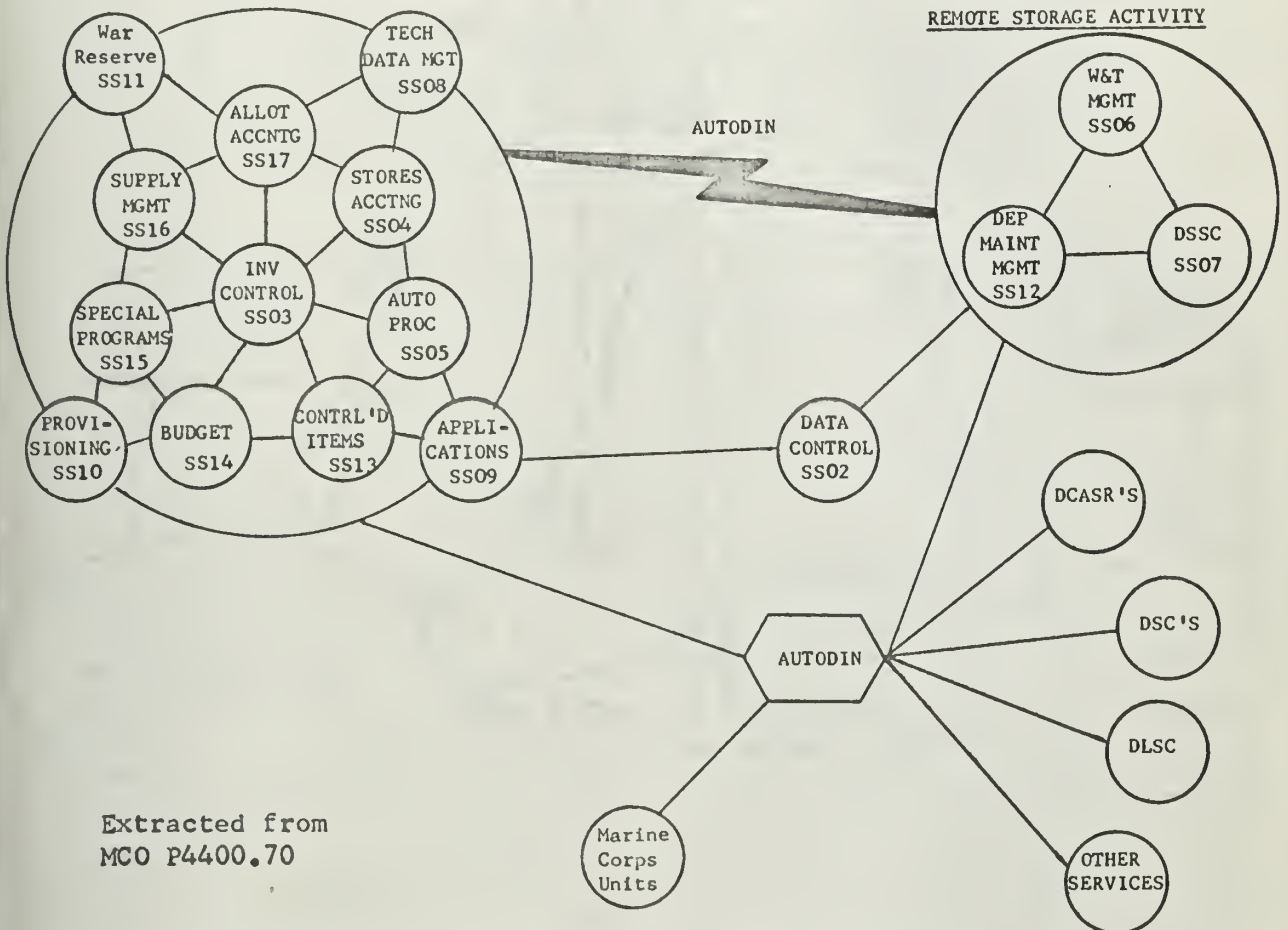 REMOTE STORAGE ACTIVITY
War
Reserve
SS11
TECH
DATA MGT
SS08
ALLOT
ACCNTG
SS17
SUPPLY
MGMT
SS16
STORES
ACCTNG
SS04
INV
CONTROL
SS03
SPECIAL
PROGRAMS
SS15
AUTO
PROC
SS05
PROVI-
SIONING
SS10
BUDGET
SS14
CONTRL'D
ITEMS
SS13
APPLI-
CATIONS
SS09
AUTODIN
W&T
MGMT
SS06
DEP
MAINT
MGMT
SS12
DSSC
SS07
DATA
CONTROL
SS02
DCASR'S
DSC'S
AUTODIN
DLSC
OTHER
SERVICES
Marine
Corps
Units
Extracted from
MCO P4400.70